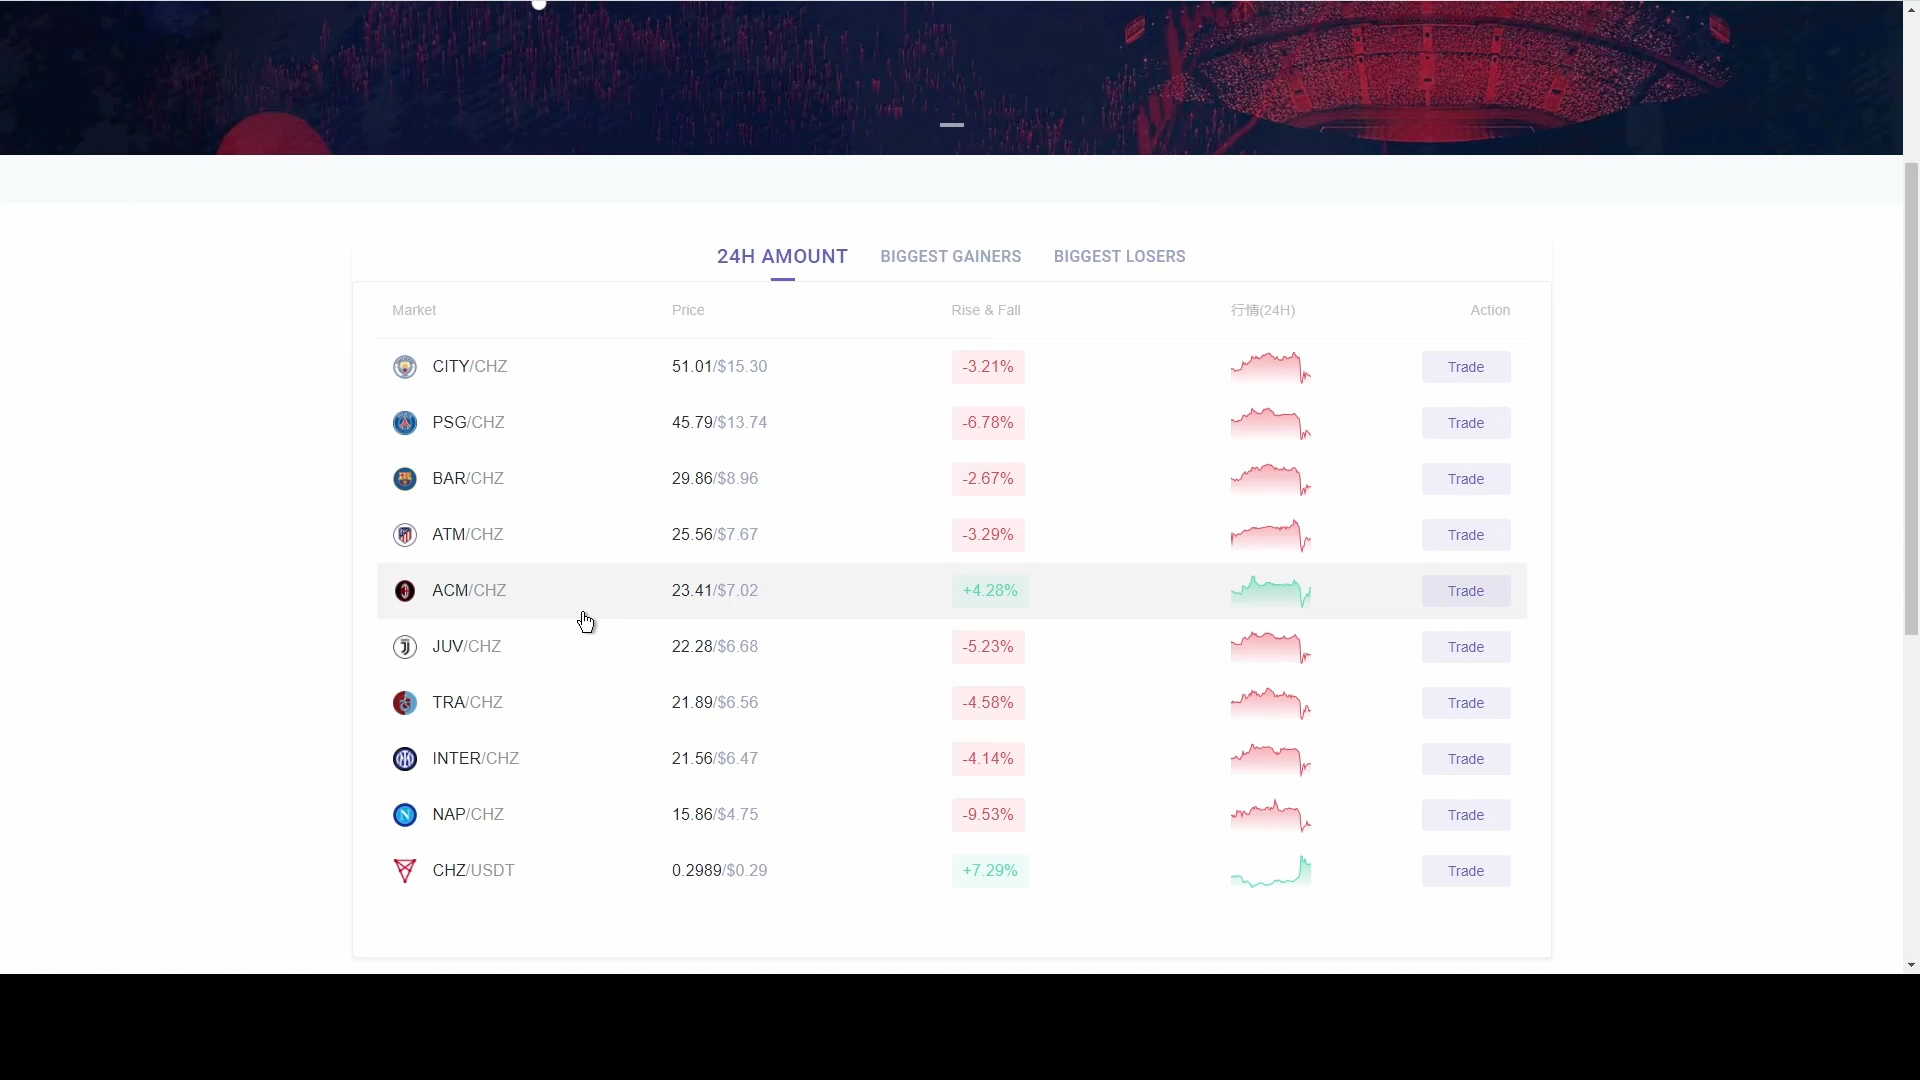 24H AMOUNT BIGGEST GAINERS BIGGEST LOSERS
Market Price Rise & Fall 行情(24H) Action
CITY/CHZ 51.01/$15.30 -3.21% Trade
PSG/CHZ 45.79/$13.74 -6.78% Trade
BAR/CHZ 29.86/$8.96 -2.67% Trade
ATM/CHZ 25.56/$7.67 -3.29% Trade
ACM/CHZ 23.41/$7.02 +4.28% Trade
JUV/CHZ 22.28/$6.68 -5.23% Trade
TRA/CHZ 21.89/$6.56 -4.58% Trade
INTER/CHZ 21.56/$6.47 -4.14% Trade
NAP/CHZ 15.86/$4.75 -9.53% Trade
CHZ/USDT 0.2989/$0.29 +7.29% Trade